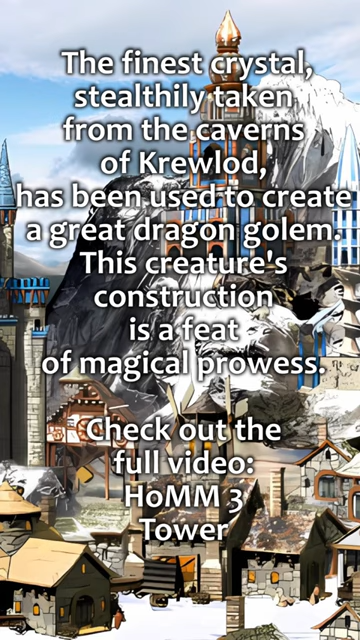 The finest crystal,
stealthily taken
from the caverns
of Krewlod,
has been used to create
a great dragon golem.
This creature's
construction
is a feat
of magical prowess.
Check out the
full video:
HoMM 3
Tower